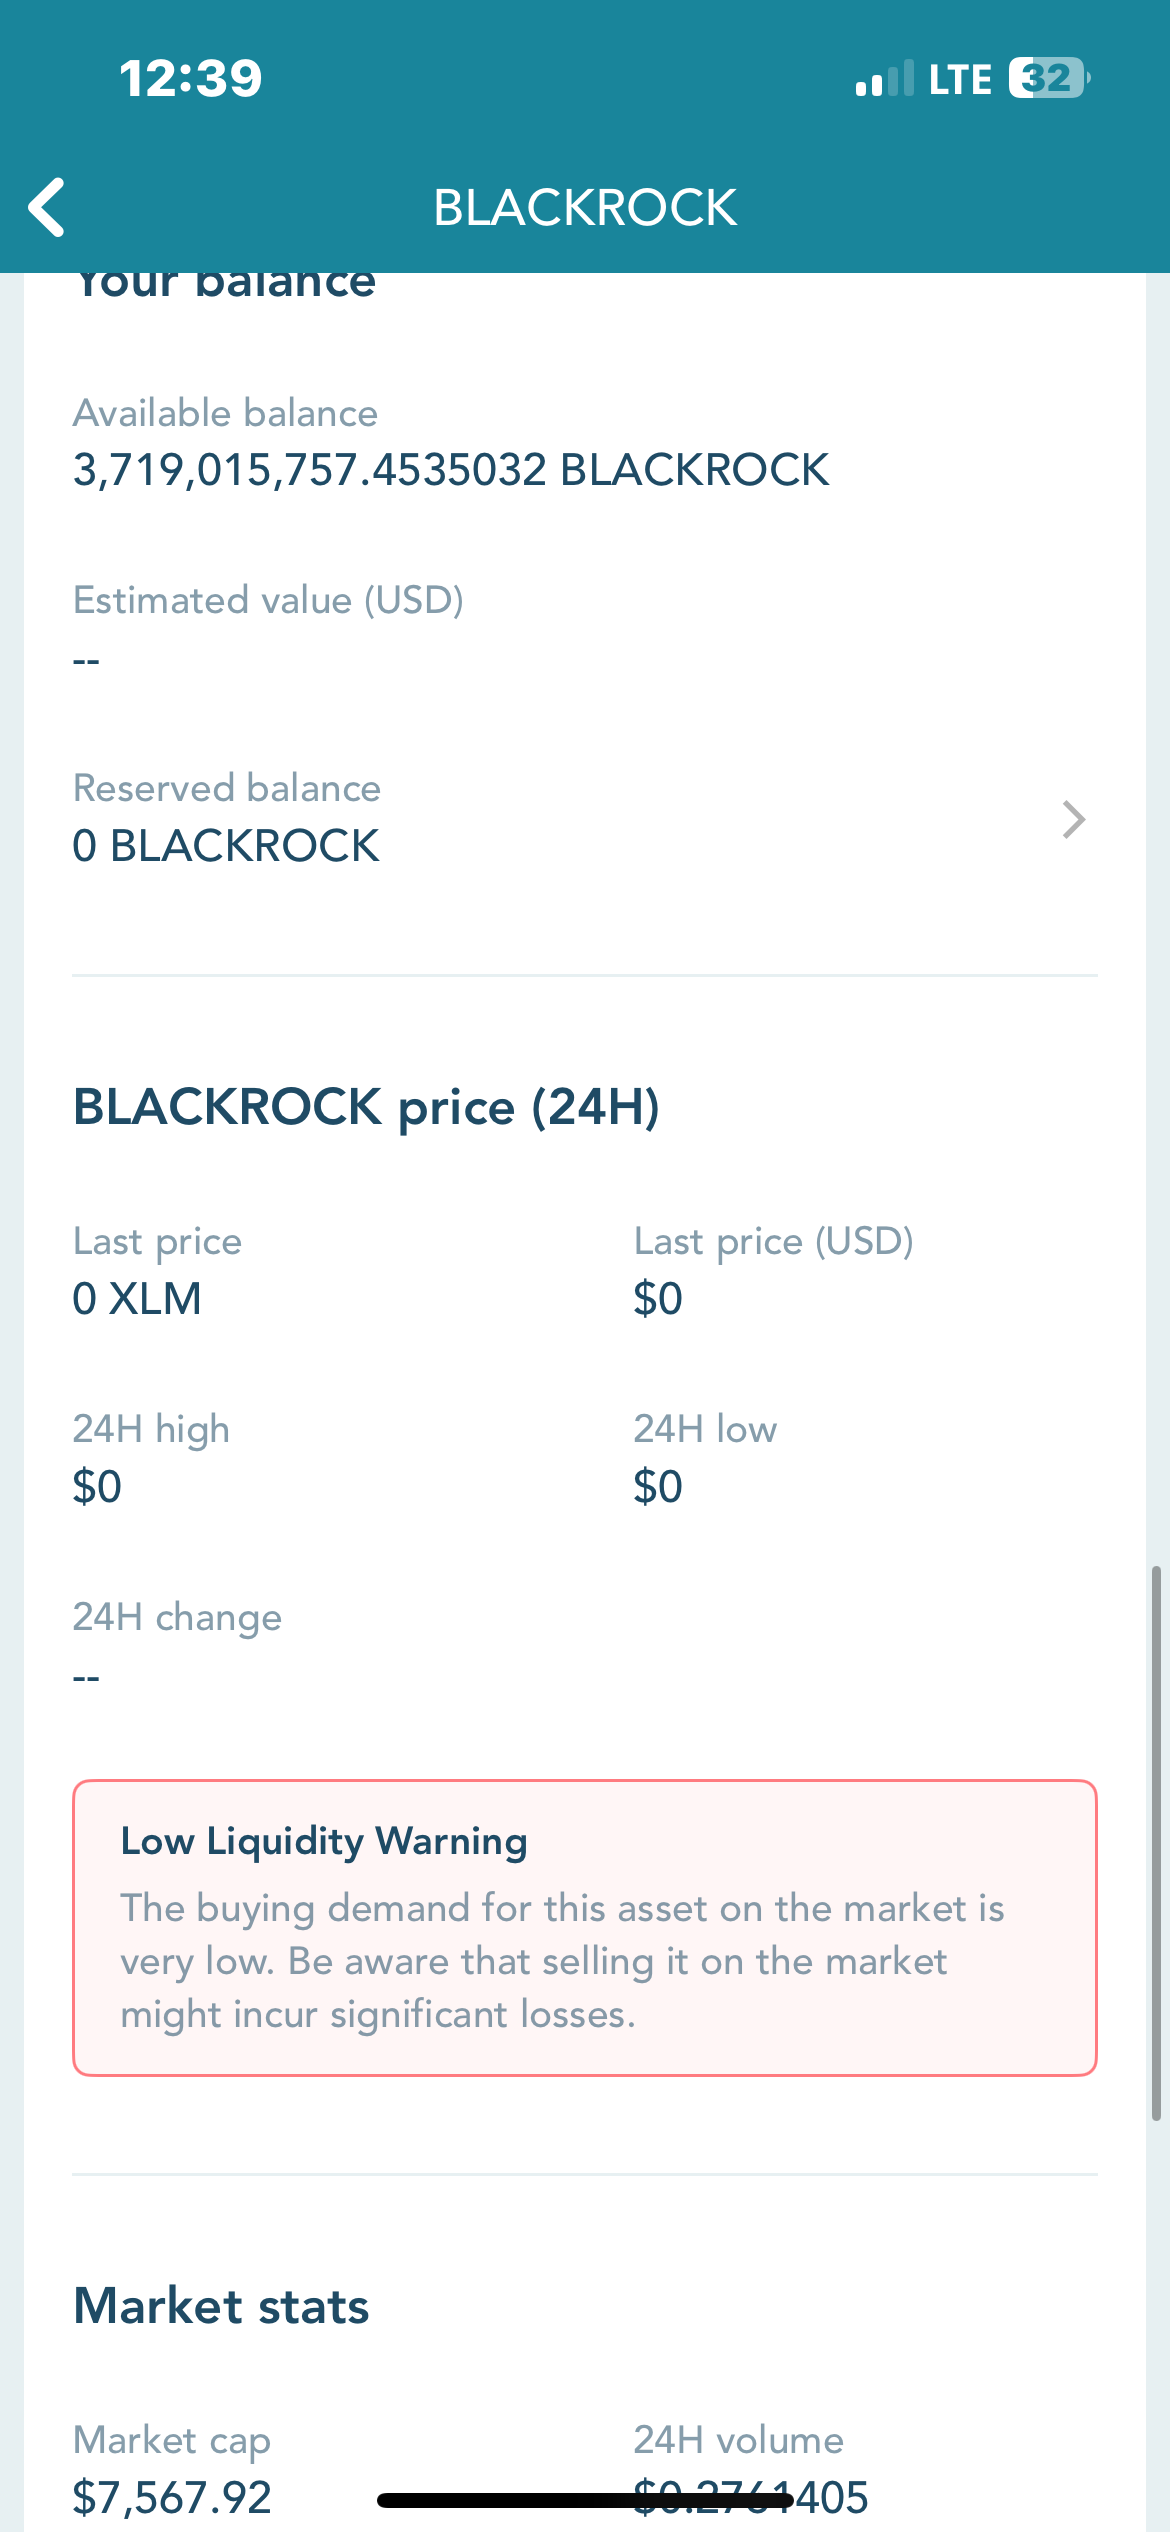 12:39
LTE 32
BLACKROCK
Your balance
Available balance
3,719,015,757.4535032 BLACKROCK
Estimated value (USD)
--
Reserved balance
0 BLACKROCK
BLACKROCK price (24H)
Last price
0 XLM
Last price (USD)
$0
24H high
$0
24H low
$0
24H change
--
Low Liquidity Warning
The buying demand for this asset on the market is
very low. Be aware that selling it on the market
might incur significant losses.
Market stats
Market cap
$7,567.92
24H volume
$0.2761405